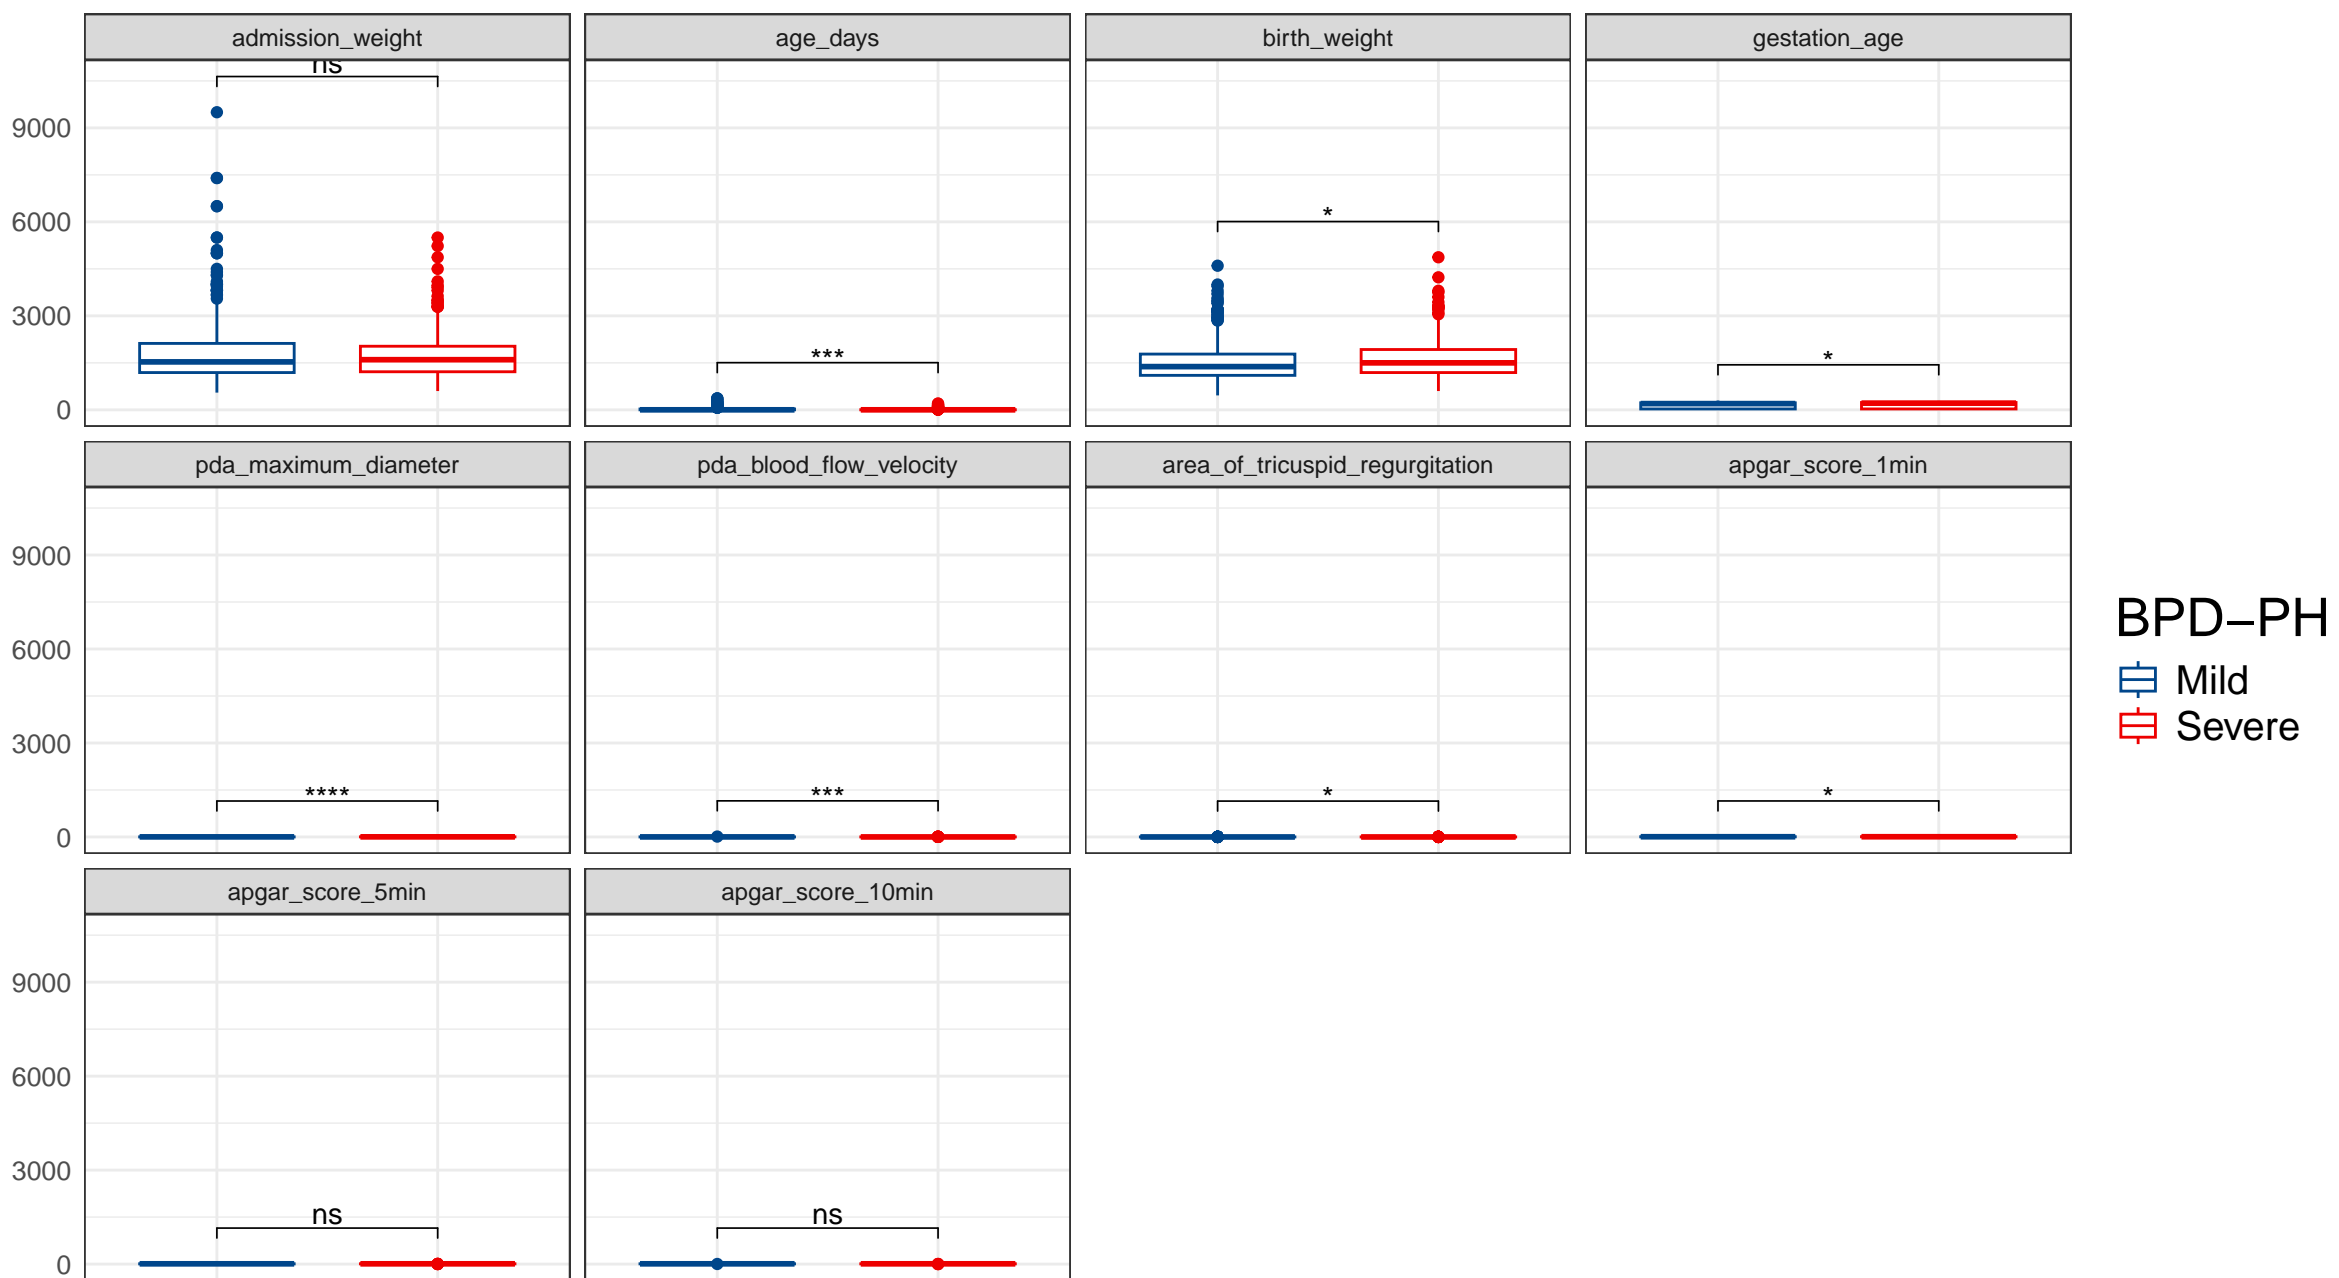 admission_weight age_days birth_weight gestation_age
ns
9000
6000
*
3000
*** *
0
pda_maximum_diameter pda_blood_flow_velocity area_of_tricuspid_regurgitation apgar_score_1min
9000
6000
3000
**** *** * *
0
apgar_score_5min apgar_score_10min
9000
6000
3000
ns ns
0
BPD−PH
Mild
Severe